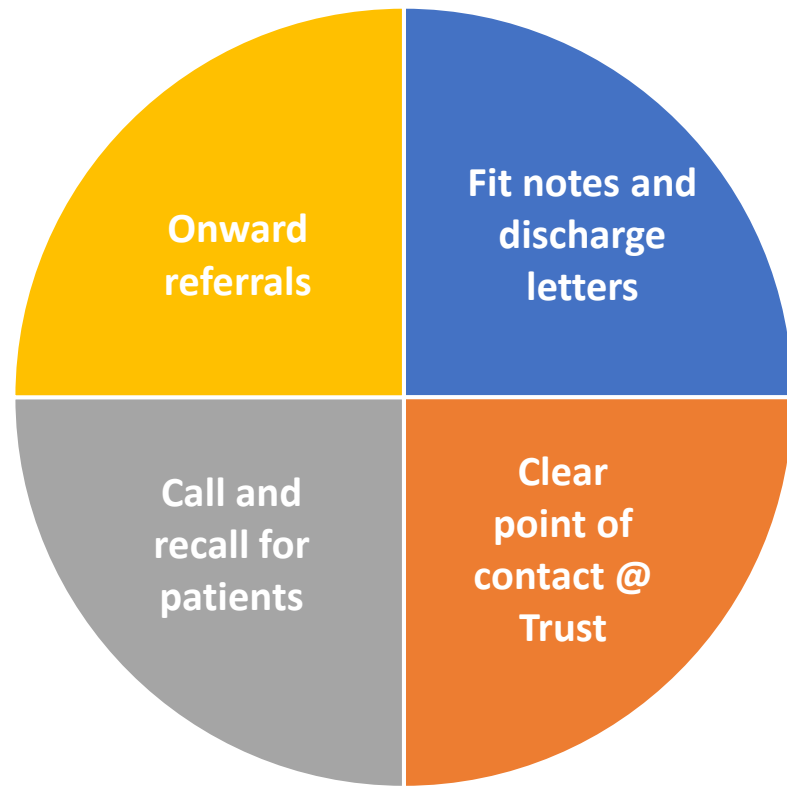 Onward
referrals
Fit notes and
discharge
letters
Call and
recall for
patients
Clear
point of
contact @
Trust